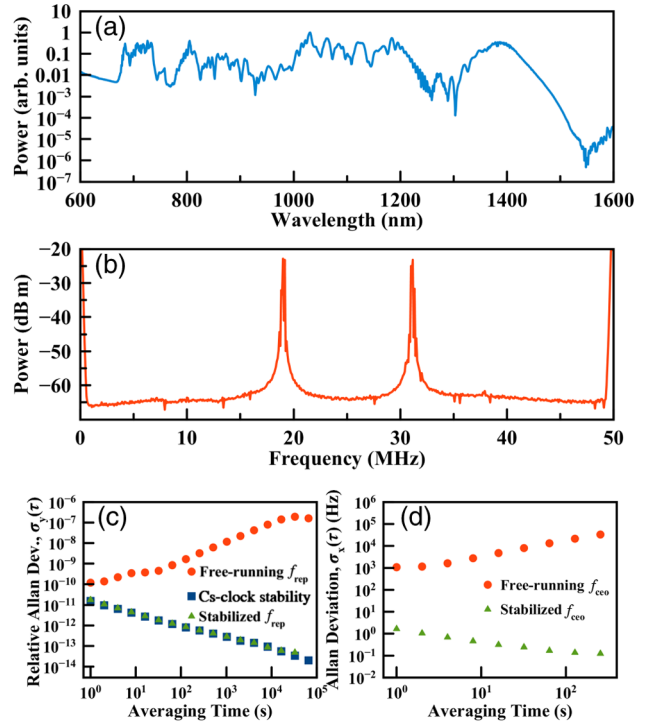 (a)
Power (arb. units)
10
1
0.1
0.01
10⁻³
10⁻⁴
10⁻⁵
10⁻⁶
10⁻⁷
600 800 1000 1200 1400 1600
Wavelength (nm)
(b)
Power (dB m)
−20
−30
−40
−50
−60
0 10 20 30 40 50
Frequency (MHz)
(c)
Relative Allan Dev., σy(τ)
10⁻⁶
10⁻⁷
10⁻⁸
10⁻⁹
10⁻¹⁰
10⁻¹¹
10⁻¹²
10⁻¹³
10⁻¹⁴
Free-running frep
Cs-clock stability
Stabilized frep
10⁰ 10¹ 10² 10³ 10⁴ 10⁵
Averaging Time (s)
(d)
Allan Deviation, σx(τ) (Hz)
10⁶
10⁵
10⁴
10³
10²
10¹
10⁰
10⁻¹
10⁻²
Free-running fceo
Stabilized fceo
10⁰ 10¹ 10²
Averaging Time (s)